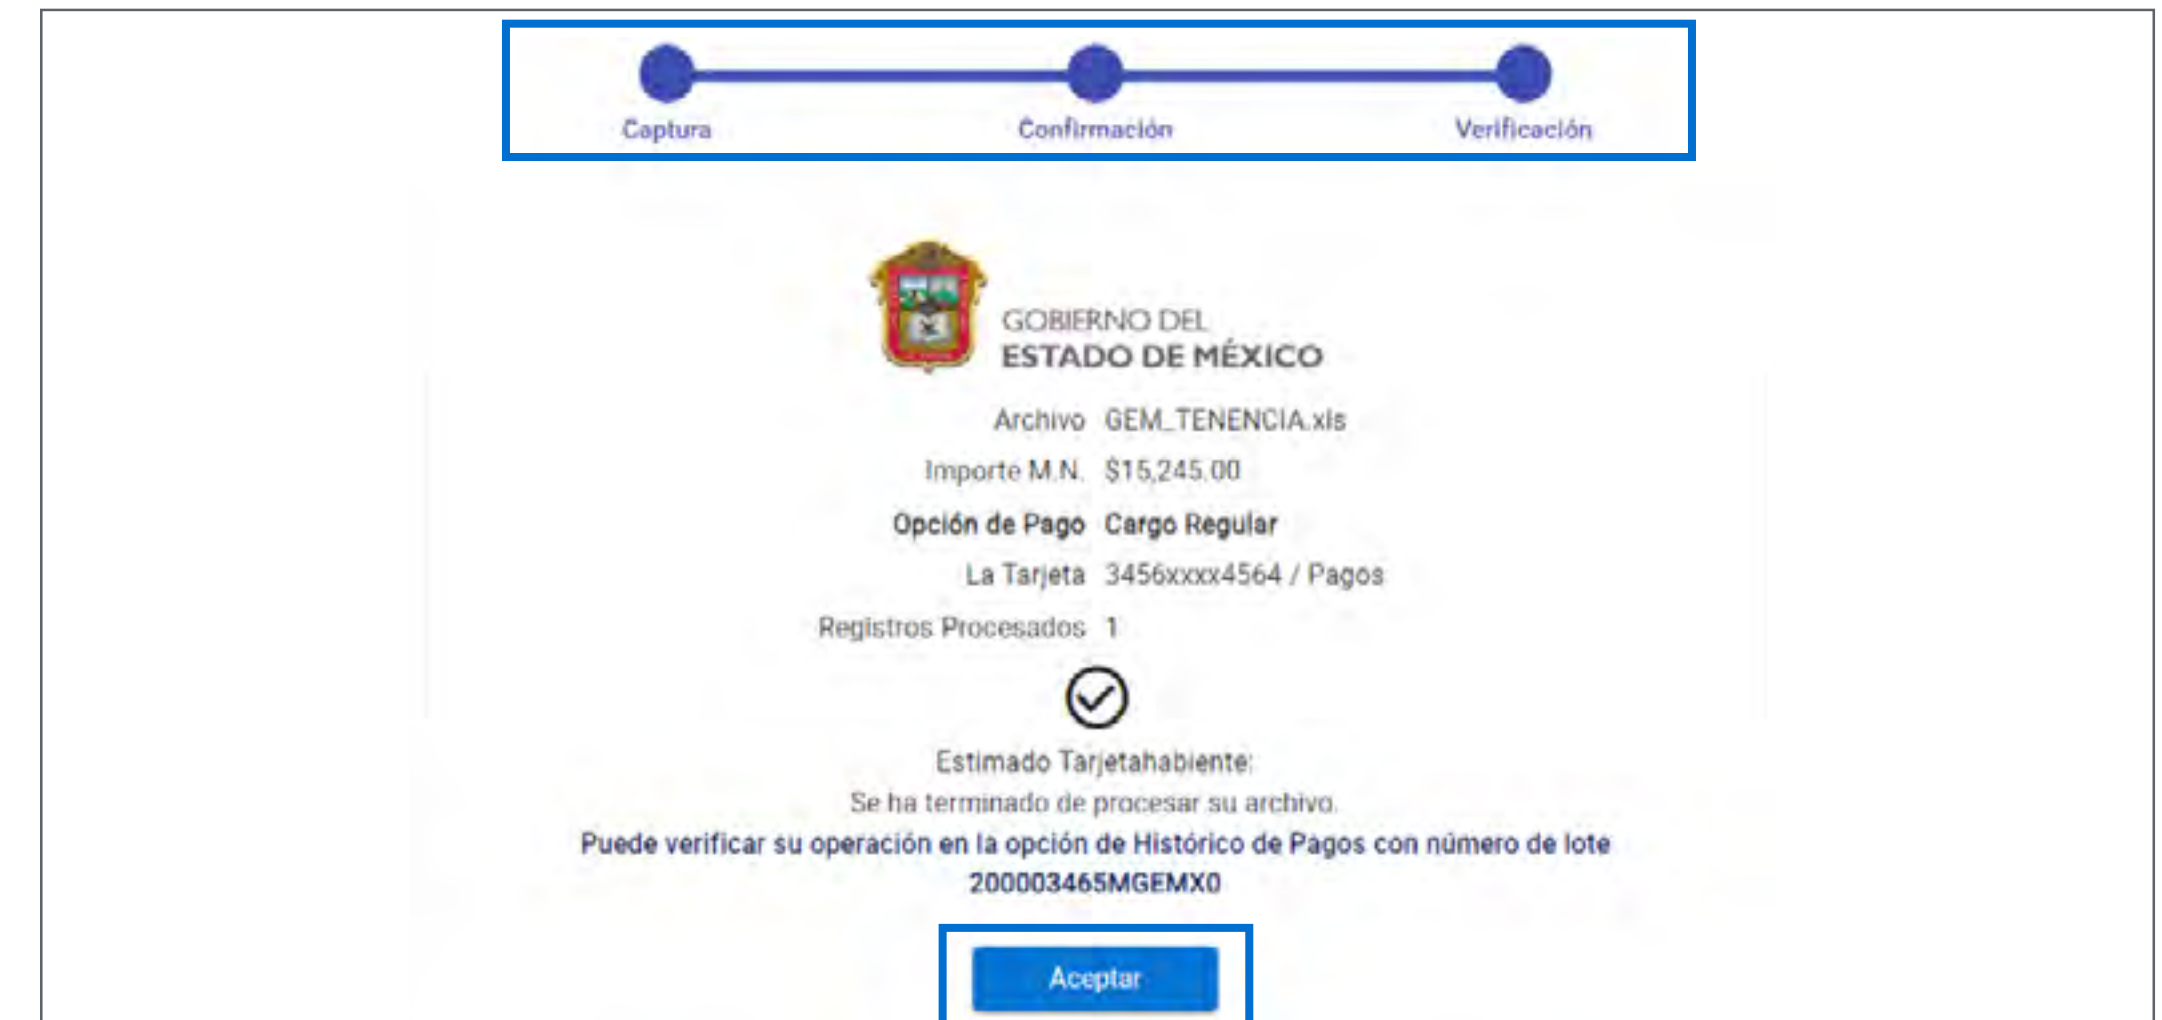 Captura Confirmación Verificación
GOBIERNO DEL
ESTADO DE MÉXICO
Archivo GEM_TENENCIA.xls
Importe M.N. $15,245.00
Opción de Pago Cargo Regular
La Tarjeta 3456xxxx4564 / Pagos
Registros Procesados 1
Estimado Tarjetahabiente:
Se ha terminado de procesar su archivo.
Puede verificar su operación en la opción de Histórico de Pagos con número de lote
200003465MGEMX0
Aceptar